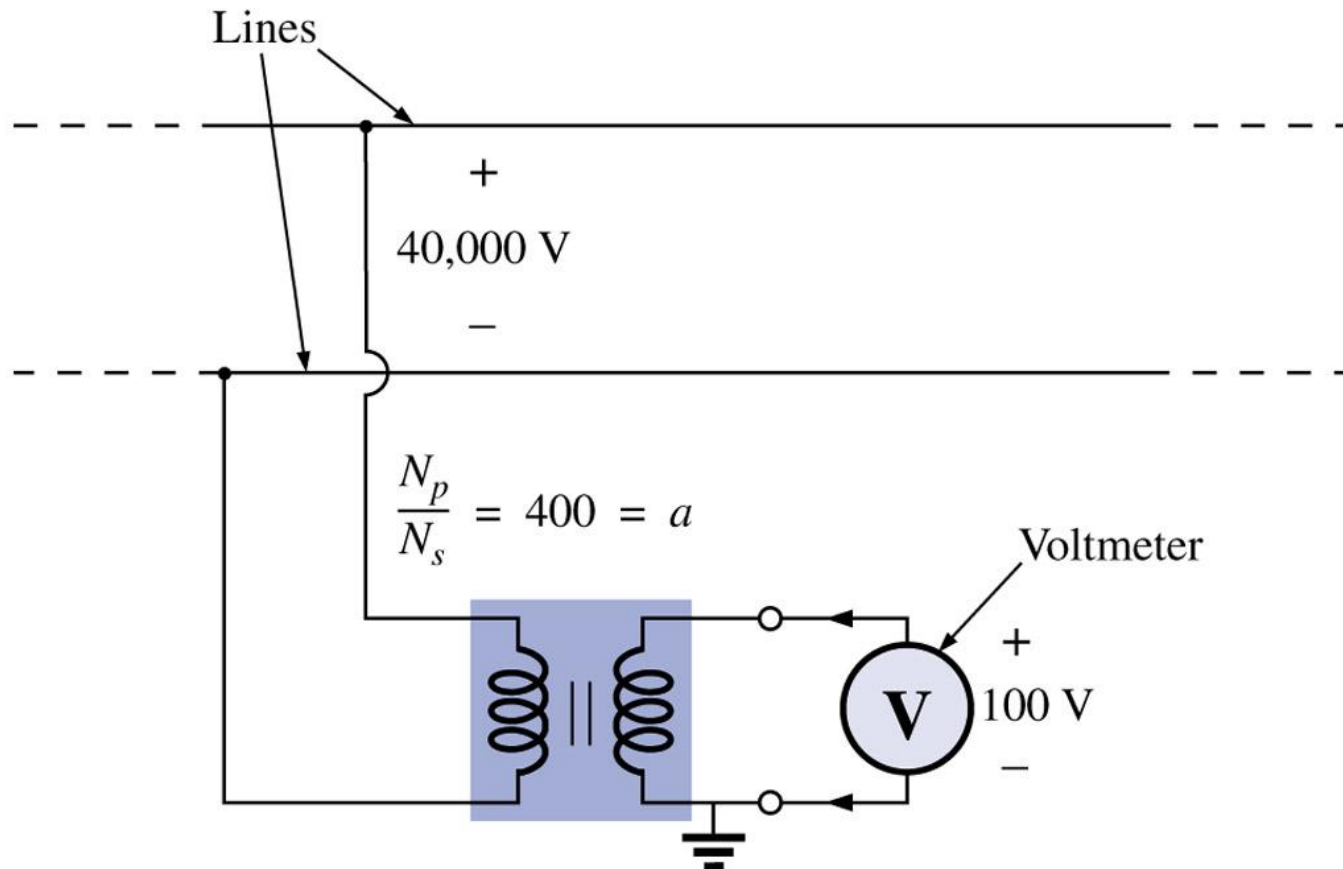 Lines
+
40,000 V
–
N_p
/ N_s = 400 = a
Voltmeter
+
V
100 V
–